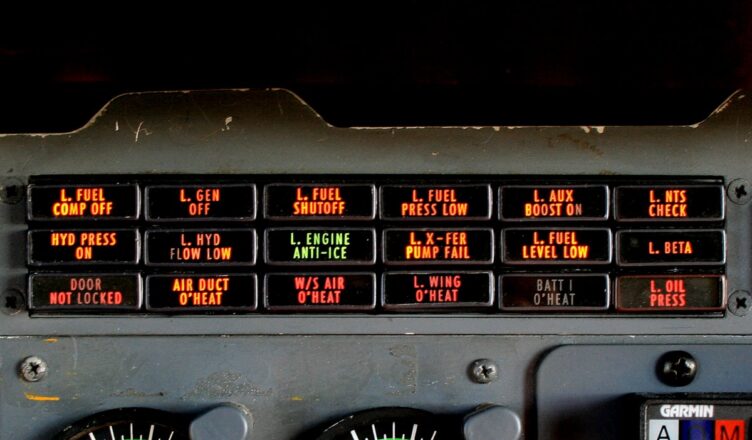 L. FUEL
COMP OFF
L. GEN
OFF
L. FUEL
SHUTOFF
L. FUEL
PRESS LOW
L. AUX
BOOST ON
L. NTS
CHECK
HYD PRESS
ON
L. HYD
FLOW LOW
L. ENGINE
ANTI-ICE
L. X-FER
PUMP FAIL
L. FUEL
LEVEL LOW
L. BETA
DOOR
NOT LOCKED
AIR DUCT
O'HEAT
W/S AIR
O'HEAT
L. WING
O'HEAT
BATT 1
O'HEAT
L. OIL
PRESS
GARMIN
A M